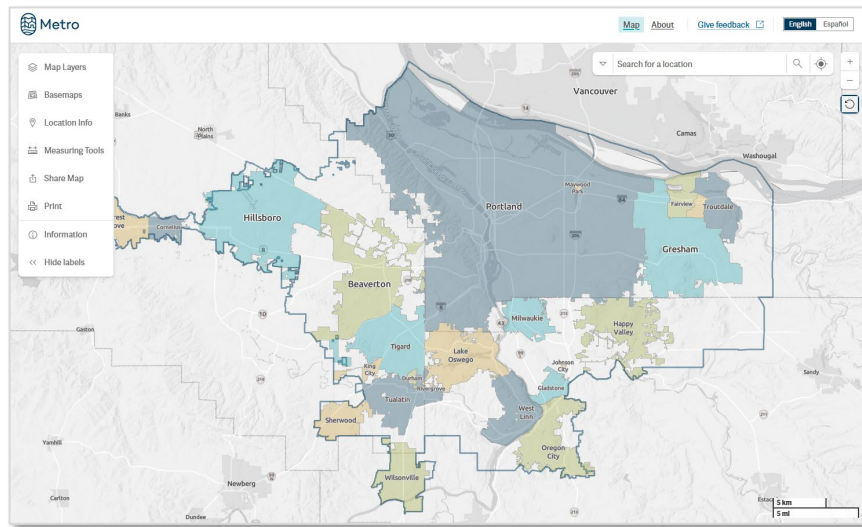 Metro
Map
About
Give feedback
English
Español
Map Layers
Basemaps
Location Info
Measuring Tools
Share Map
Print
Information
Hide labels
Search for a location
Vancouver
Banks
North
Plains
Camas
Washougal
Maywood
Park
Portland
Fairview
Troutdale
Hillsboro
Cornelius
Gresham
Beaverton
Milwaukie
Happy
Valley
Gaston
Tigard
Lake
Oswego
King
City
Durham
Rivergrove
Johnson
City
Gladstone
Sandy
Tualatin
West
Linn
Sherwood
Oregon
City
Yamhill
Wilsonville
Newberg
Carlton
Dundee
5 km
5 mi